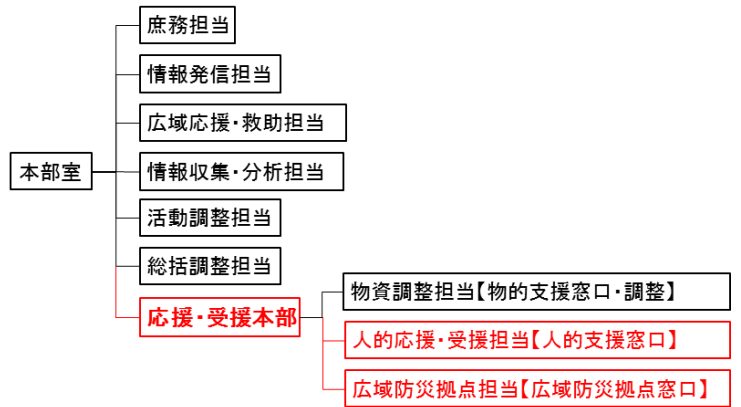 庶務担当
情報発信担当
広域応援・救助担当
本部室
情報収集・分析担当
活動調整担当
総括調整担当
応援・受援本部
物資調整担当【物的支援窓口・調整】
人的応援・受援担当【人的支援窓口】
広域防災拠点担当【広域防災拠点窓口】